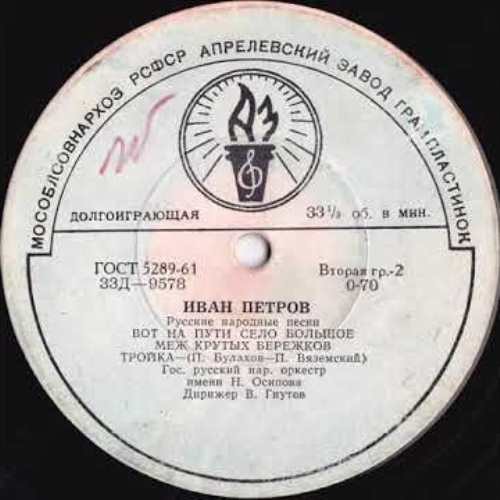 МОСОБЛСОВНАРХОЗ РСФСР АПРЕЛЕВСКИЙ ЗАВОД ГРАМПЛАСТИНОК
АЗ
ДОЛГОИГРАЮЩАЯ 33⅓ об. в мин.
ГОСТ 5289-61 Вторая гр.-2
33Д—9578 0-70
ИВАН ПЕТРОВ
Русские народные песни
ВОТ НА ПУТИ СЕЛО БОЛЬШОЕ
МЕЖ КРУТЫХ БЕРЕЖКОВ
ТРОЙКА—(П. Булахов—П. Вяземский)
Гос. русский нар. оркестр
имени Н. Осипова
Дирижер В. Гнутов